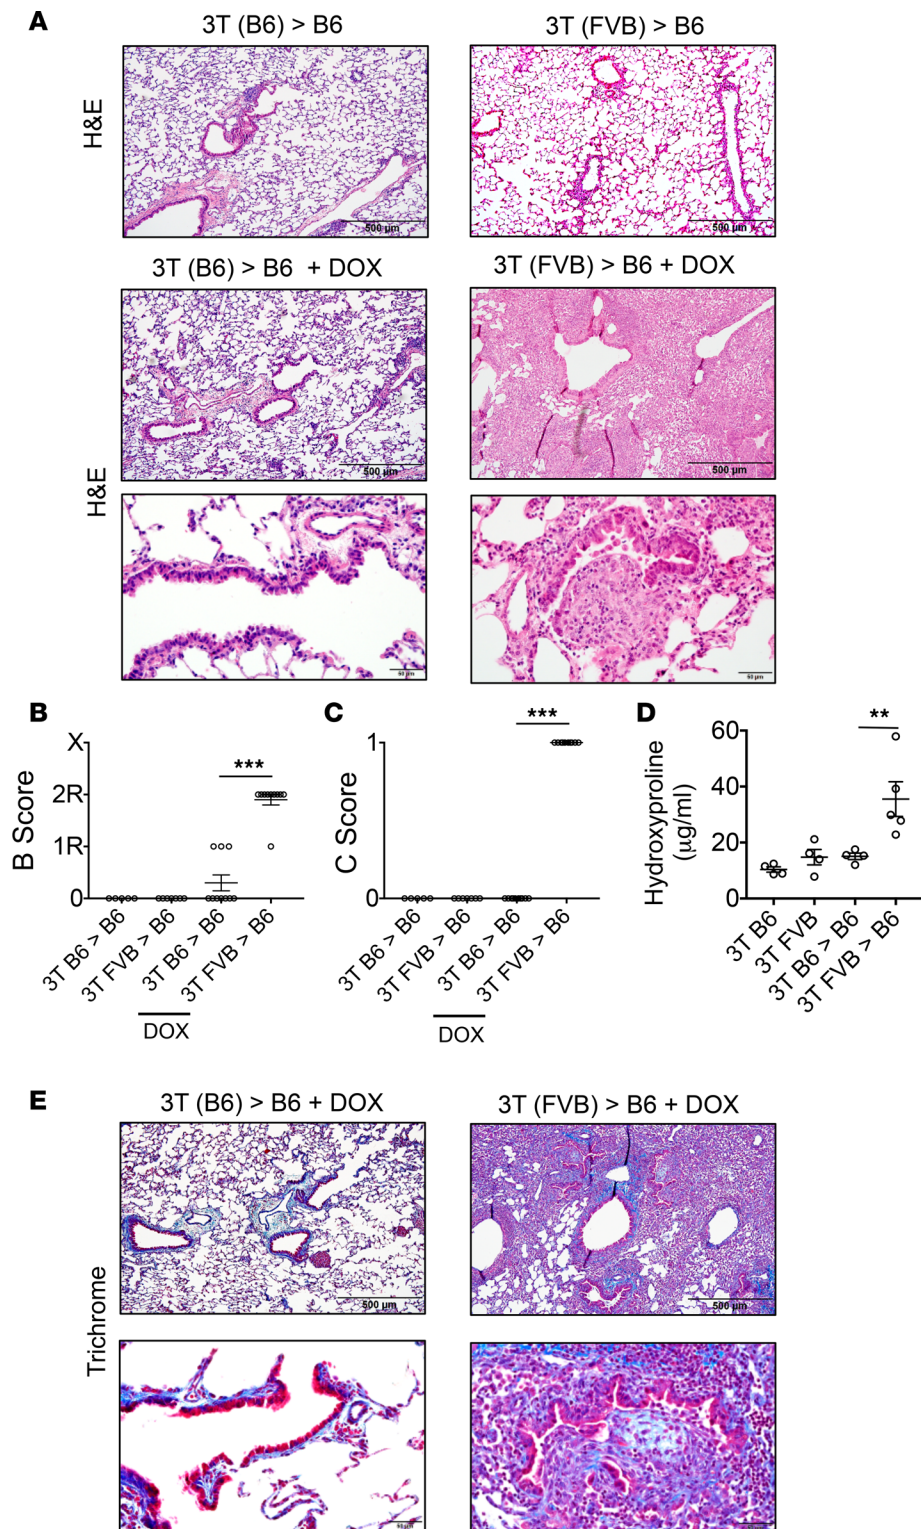 A
3T (B6) > B6
3T (FVB) > B6
H&E
500 µm
500 µm
3T (B6) > B6 + DOX
3T (FVB) > B6 + DOX
H&E
500 µm
500 µm
50 µm
50 µm
B
C
D
B Score
X
2R
1R
0
***
3T B6 > B6
3T FVB > B6
3T B6 > B6
3T FVB > B6
DOX
C Score
1
0
***
3T B6 > B6
3T FVB > B6
3T B6 > B6
3T FVB > B6
DOX
Hydroxyproline
(µg/ml)
60
40
20
0
**
3T B6
3T FVB
3T B6 > B6
3T FVB > B6
E
3T (B6) > B6 + DOX
3T (FVB) > B6 + DOX
Trichrome
500 µm
500 µm